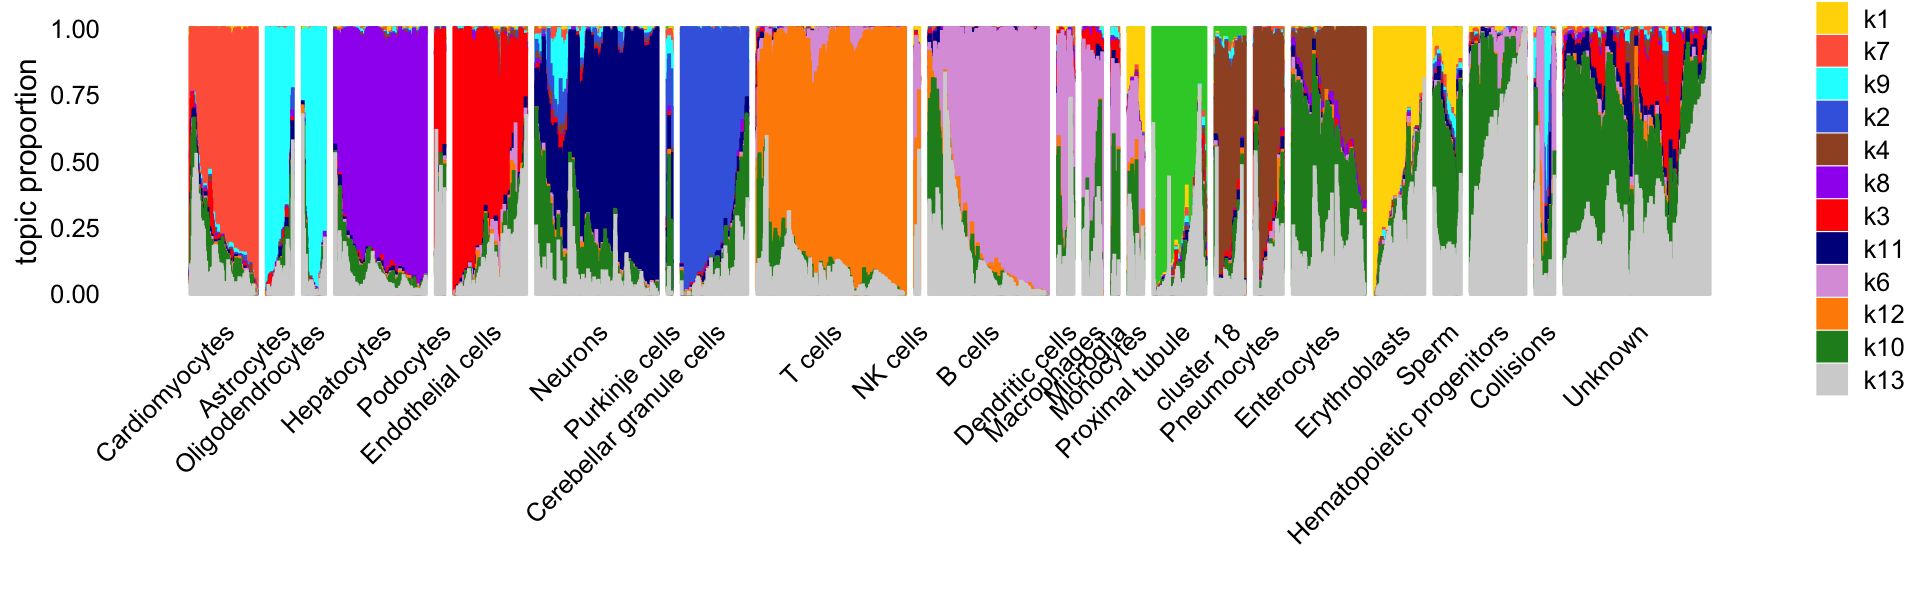 topic proportion
1.00
0.75
0.50
0.25
0.00
Cardiomyocytes
Astrocytes
Oligodendrocytes
Hepatocytes
Podocytes
Endothelial cells
Neurons
Purkinje cells
Cerebellar granule cells
T cells
NK cells
B cells
Dendritic cells
Macrophages
Microglia
Monocytes
Proximal tubule
cluster 18
Pneumocytes
Enterocytes
Erythroblasts
Sperm
Hematopoietic progenitors
Collisions
Unknown
k1
k7
k9
k2
k4
k8
k3
k11
k6
k12
k10
k13